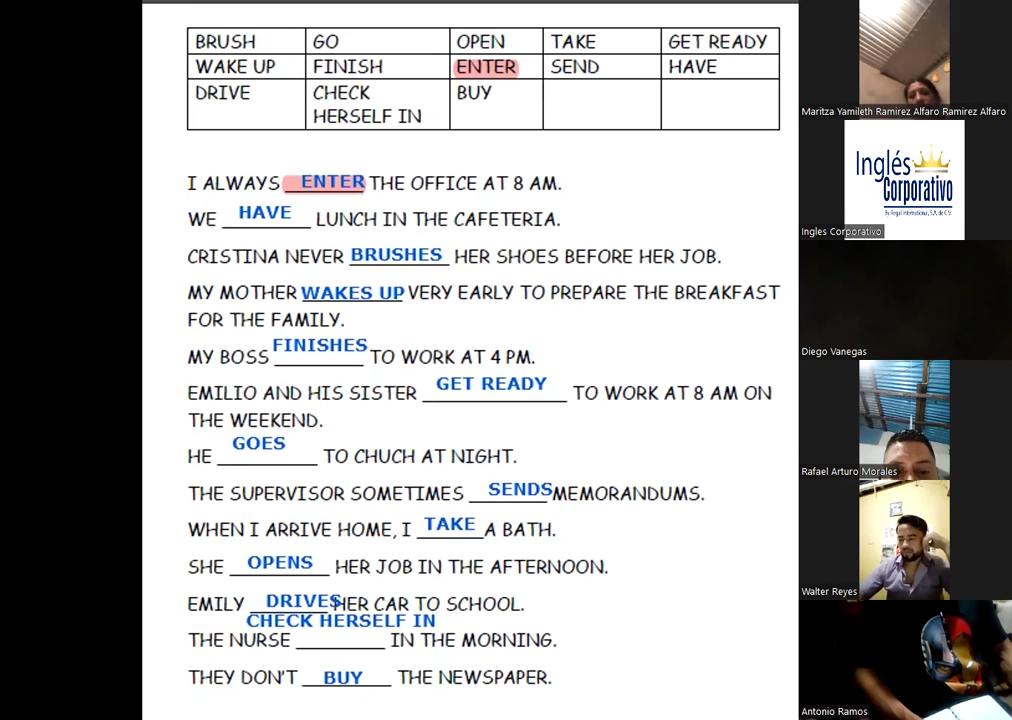 BRUSH GO OPEN TAKE GET READY
WAKE UP FINISH ENTER SEND HAVE
DRIVE CHECK HERSELF IN BUY
I ALWAYS ENTER THE OFFICE AT 8 AM.
WE HAVE LUNCH IN THE CAFETERIA.
CRISTINA NEVER BRUSHES HER SHOES BEFORE HER JOB.
MY MOTHER WAKES UP VERY EARLY TO PREPARE THE BREAKFAST
FOR THE FAMILY.
MY BOSS FINISHES TO WORK AT 4 PM.
EMILIO AND HIS SISTER GET READY TO WORK AT 8 AM ON
THE WEEKEND.
HE GOES TO CHUCH AT NIGHT.
THE SUPERVISOR SOMETIMES SENDS MEMORANDUMS.
WHEN I ARRIVE HOME, I TAKE A BATH.
SHE OPENS HER JOB IN THE AFTERNOON.
EMILY DRIVES HER CAR TO SCHOOL.
THE NURSE CHECK HERSELF IN IN THE MORNING.
THEY DON'T BUY THE NEWSPAPER.
Maritza Yamileth Ramirez Alfaro Ramirez Alfaro
Inglés
Corporativo
By Regal International, S.A. de C.V.
Ingles Corporativo
Diego Vanegas
Rafael Arturo Morales
Walter Reyes
Antonio Ramos